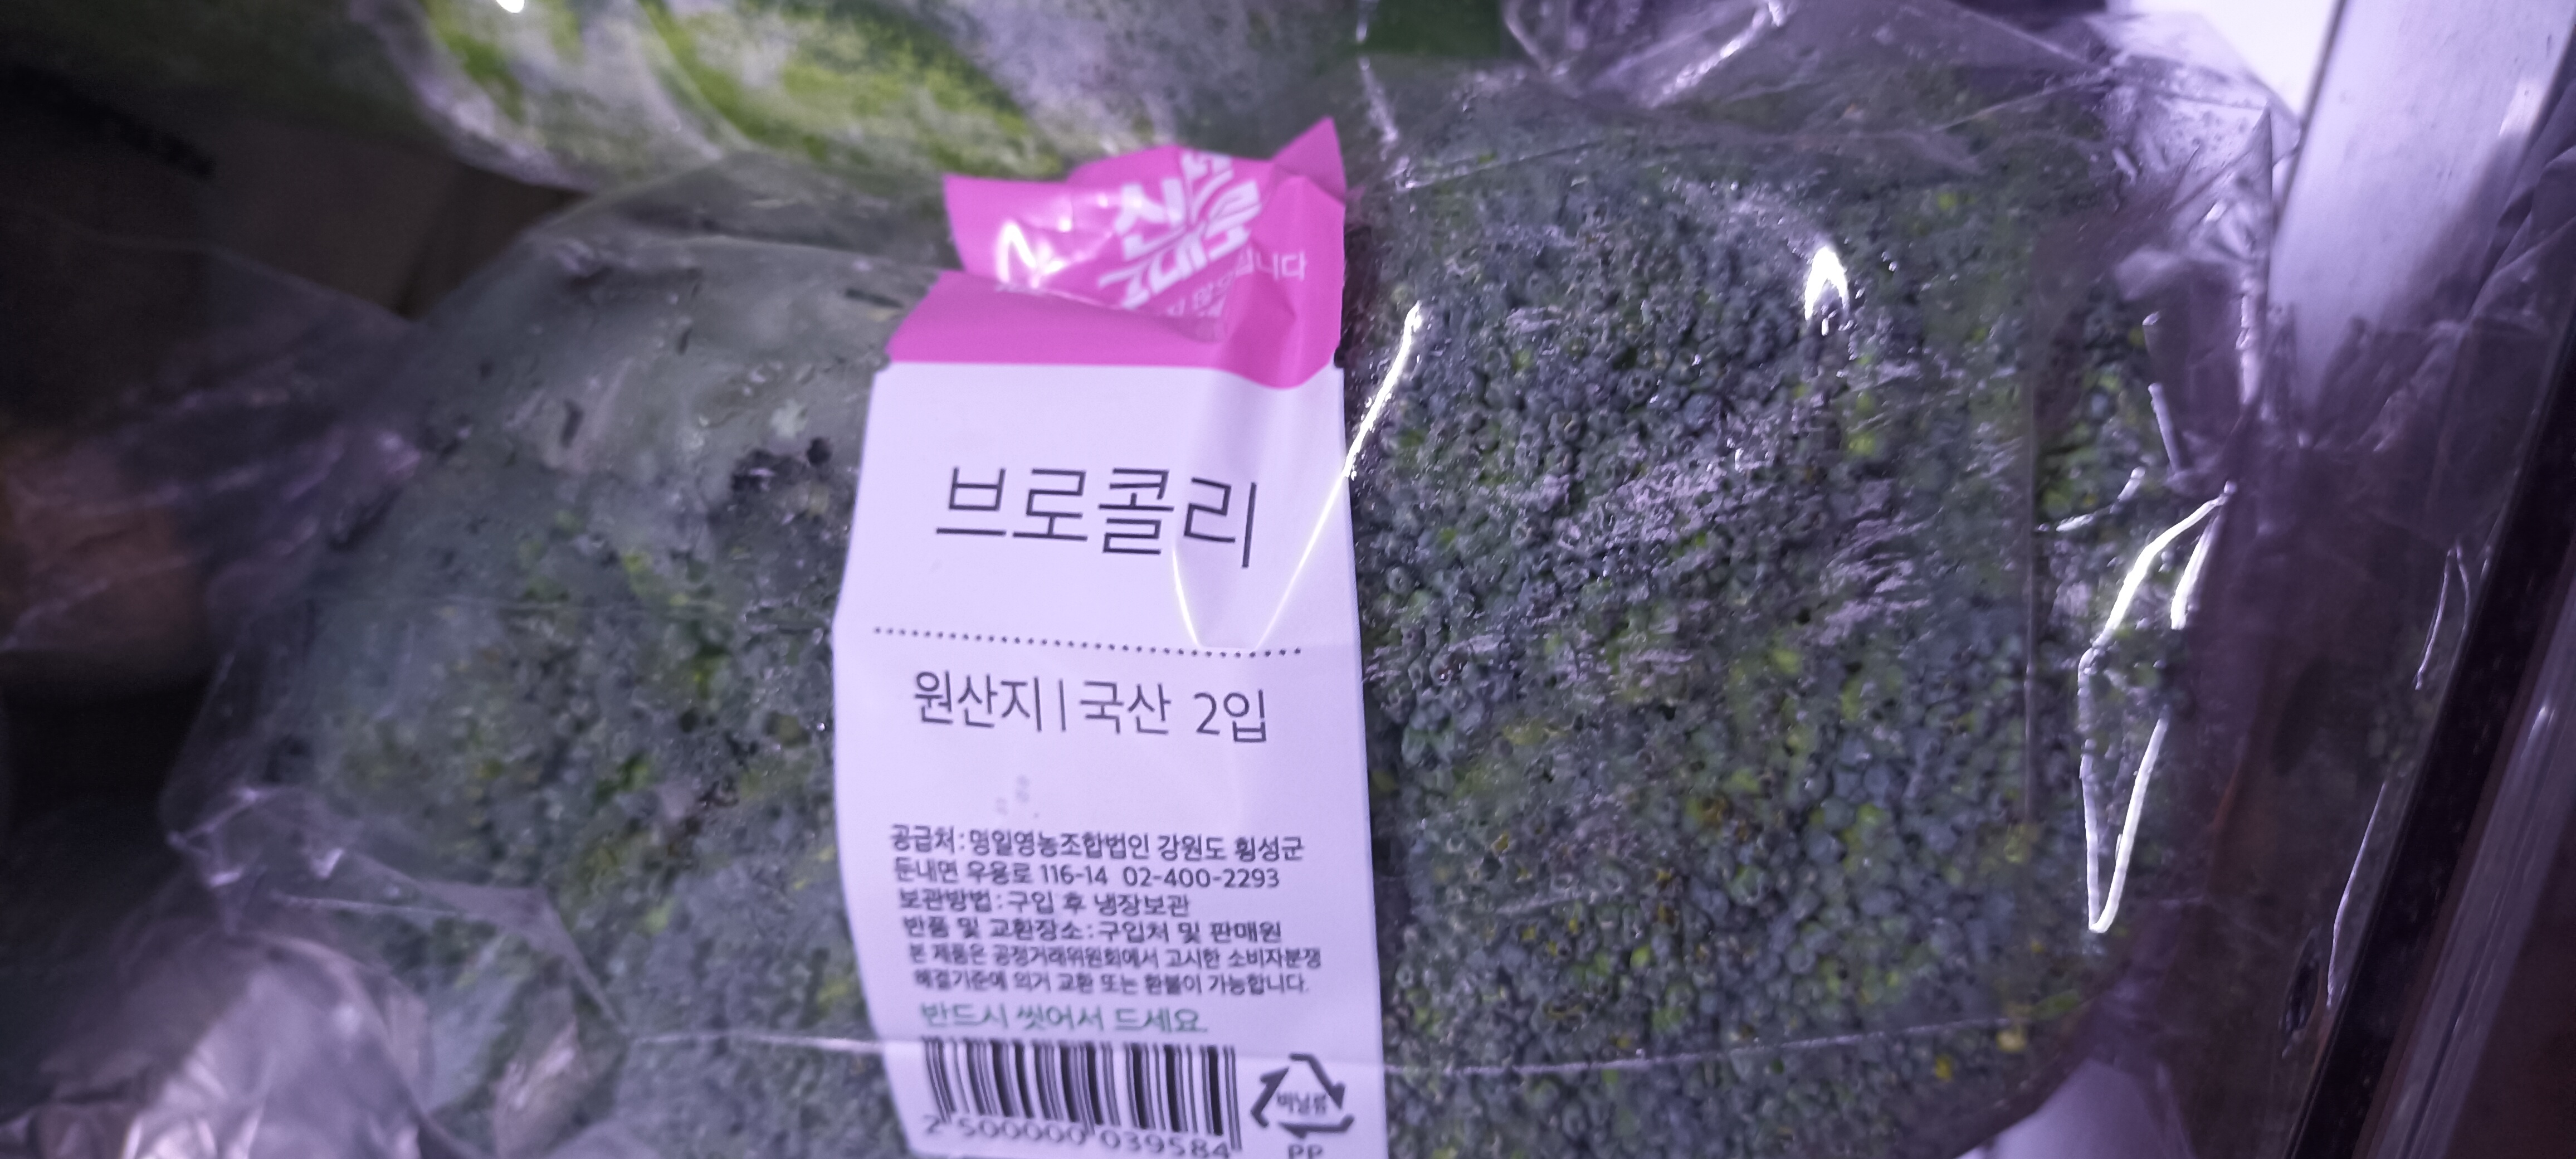 브로콜리
원산지 | 국산 2입
공급처 : 명일영농조합법인 강원도 횡성군
둔내면 우용로 116-14 02-400-2293
보관방법 : 구입 후 냉장보관
반품 및 교환장소 : 구입처 및 판매원
본 제품은 공정거래위원회에서 고시한 소비자분쟁
해결기준에 의거 교환 또는 환불이 가능합니다.
반드시 씻어서 드세요.
2 500000 039584
비닐류
PP